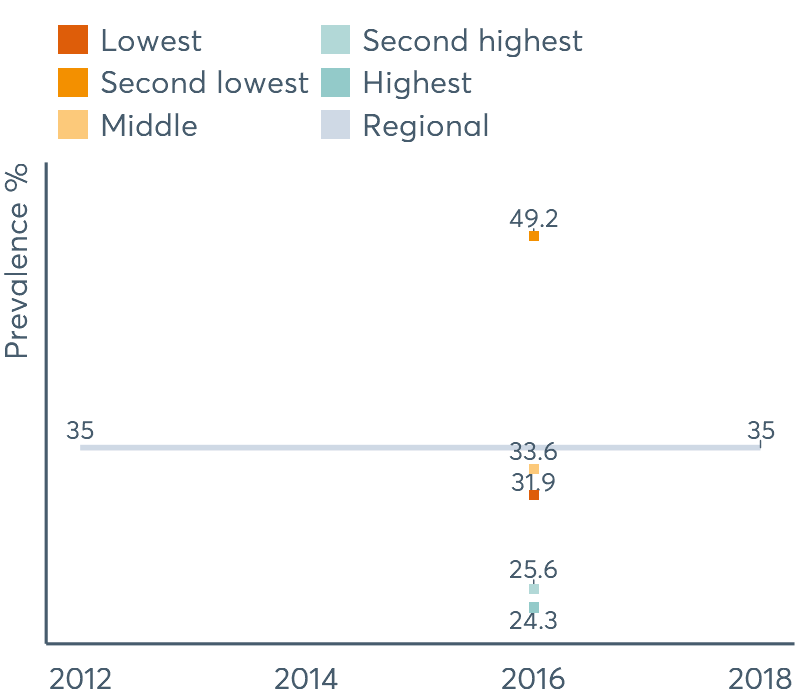 Lowest
Second highest
Second lowest
Highest
Middle
Regional
Prevalence %
49.2
35
35
33.6
31.9
25.6
24.3
2012 2014 2016 2018